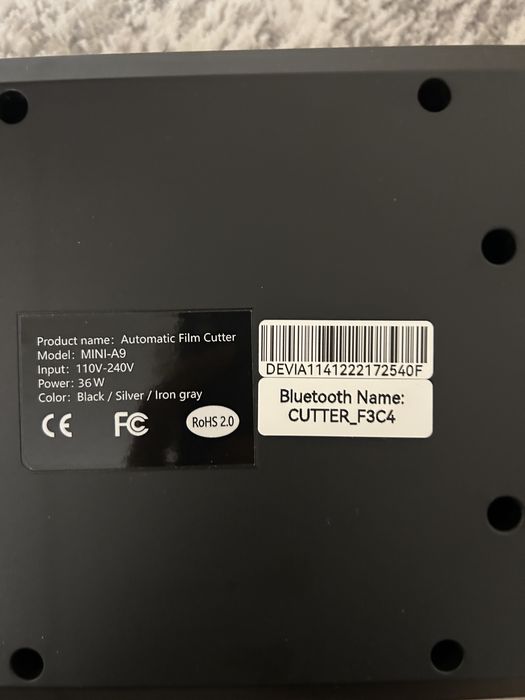 Product name: Automatic Film Cutter
Model: MINI-A9
Input: 110V-240V
Power: 36W
Color: Black / Silver / Iron gray
CE FC RoHS 2.0
DEVIA1141222172540F
Bluetooth Name:
CUTTER_F3C4